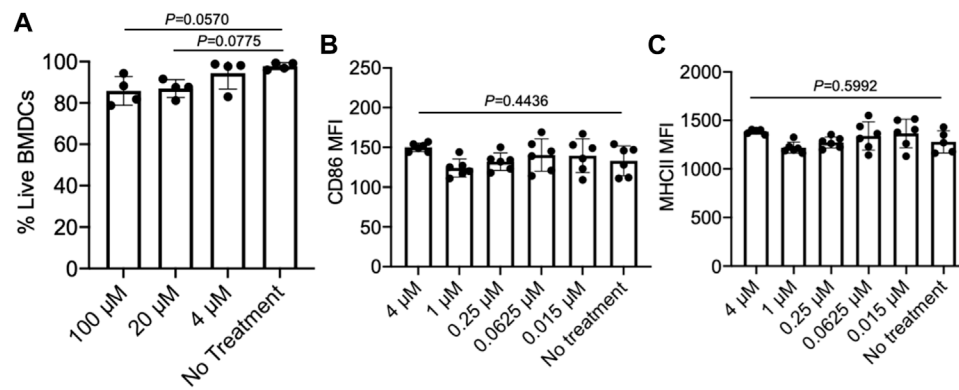 A
P=0.0570
P=0.0775
% Live BMDCs
100
80
60
40
20
0
100 µM
20 µM
4 µM
No Treatment
B
P=0.4436
CD86 MFI
250
200
150
100
50
0
4 µM
1 µM
0.25 µM
0.0625 µM
0.015 µM
No treatment
C
P=0.5992
MHCII MFI
2000
1500
1000
500
0
4 µM
1 µM
0.25 µM
0.0625 µM
0.015 µM
No treatment